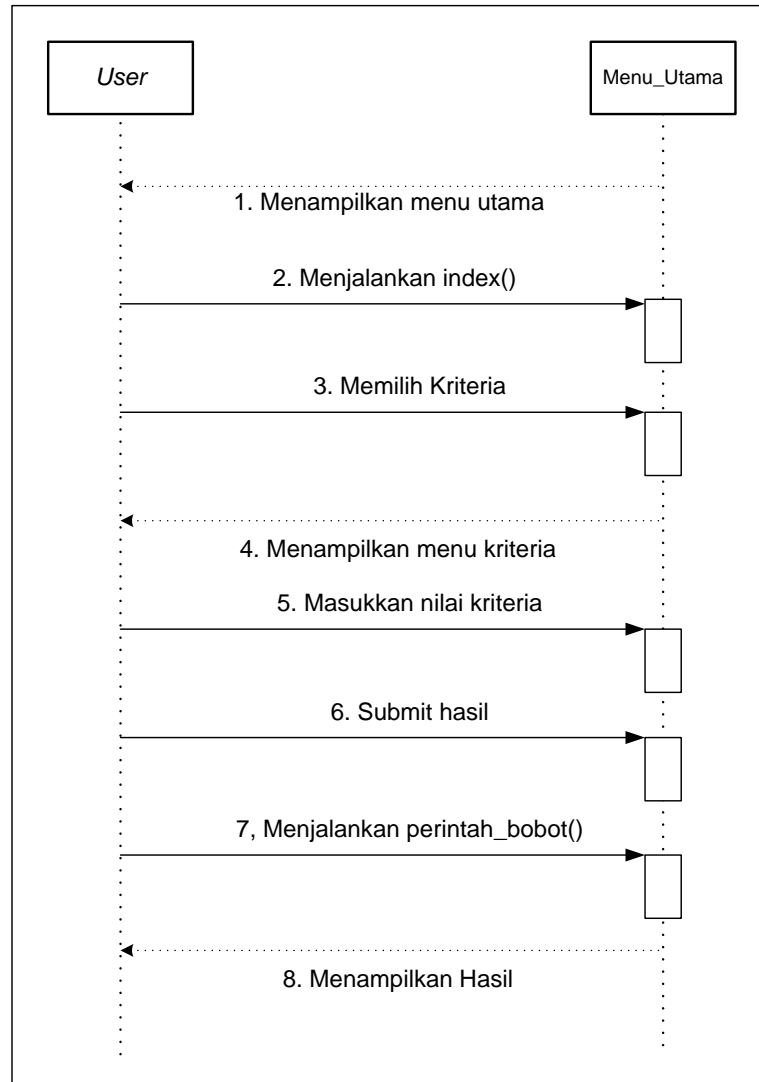 User
Menu_Utama
1. Menampilkan menu utama
2. Menjalankan index()
3. Memilih Kriteria
4. Menampilkan menu kriteria
5. Masukkan nilai kriteria
6. Submit hasil
7, Menjalankan perintah_bobot()
8. Menampilkan Hasil